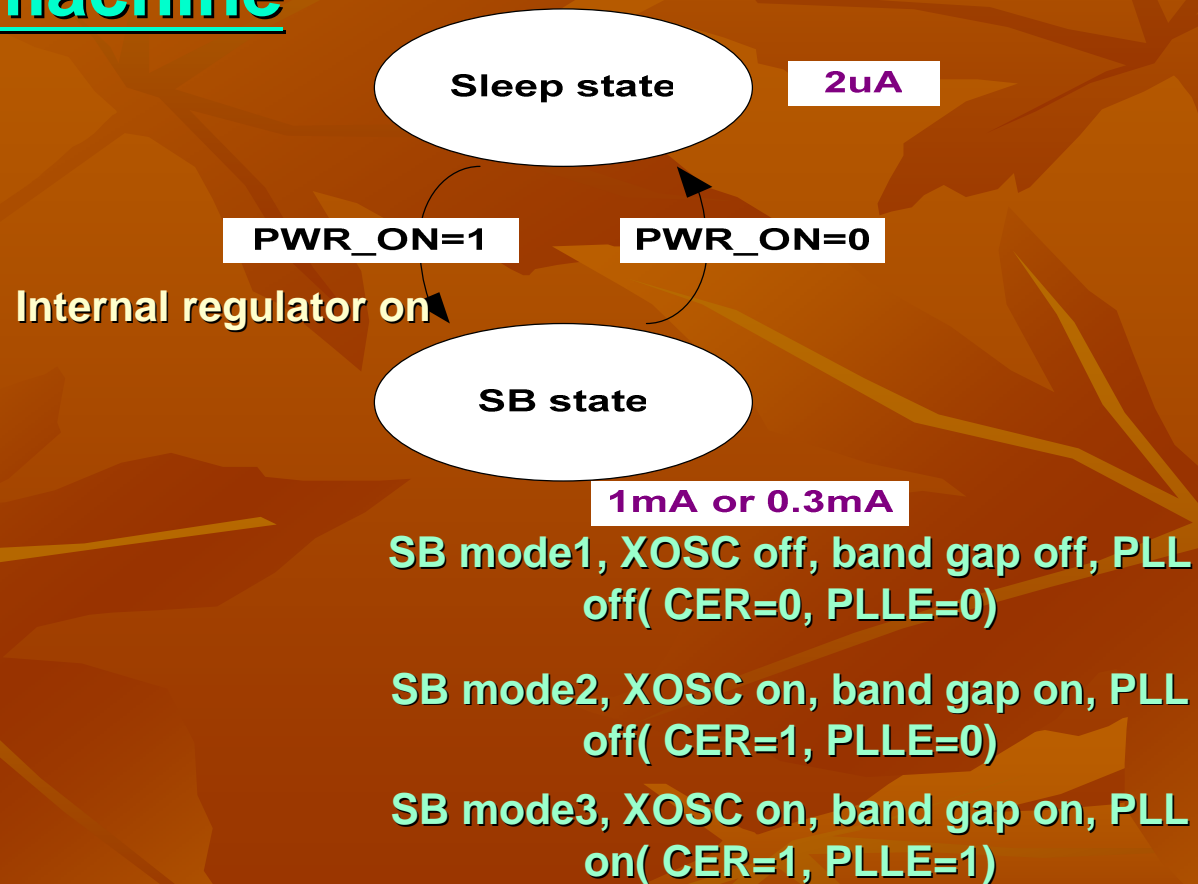 Sleep state
2uA
PWR_ON=1
PWR_ON=0
Internal regulator on
SB state
1mA or 0.3mA
SB mode1, XOSC off, band gap off, PLL
off( CER=0, PLLE=0)
SB mode2, XOSC on, band gap on, PLL
off( CER=1, PLLE=0)
SB mode3, XOSC on, band gap on, PLL
on( CER=1, PLLE=1)